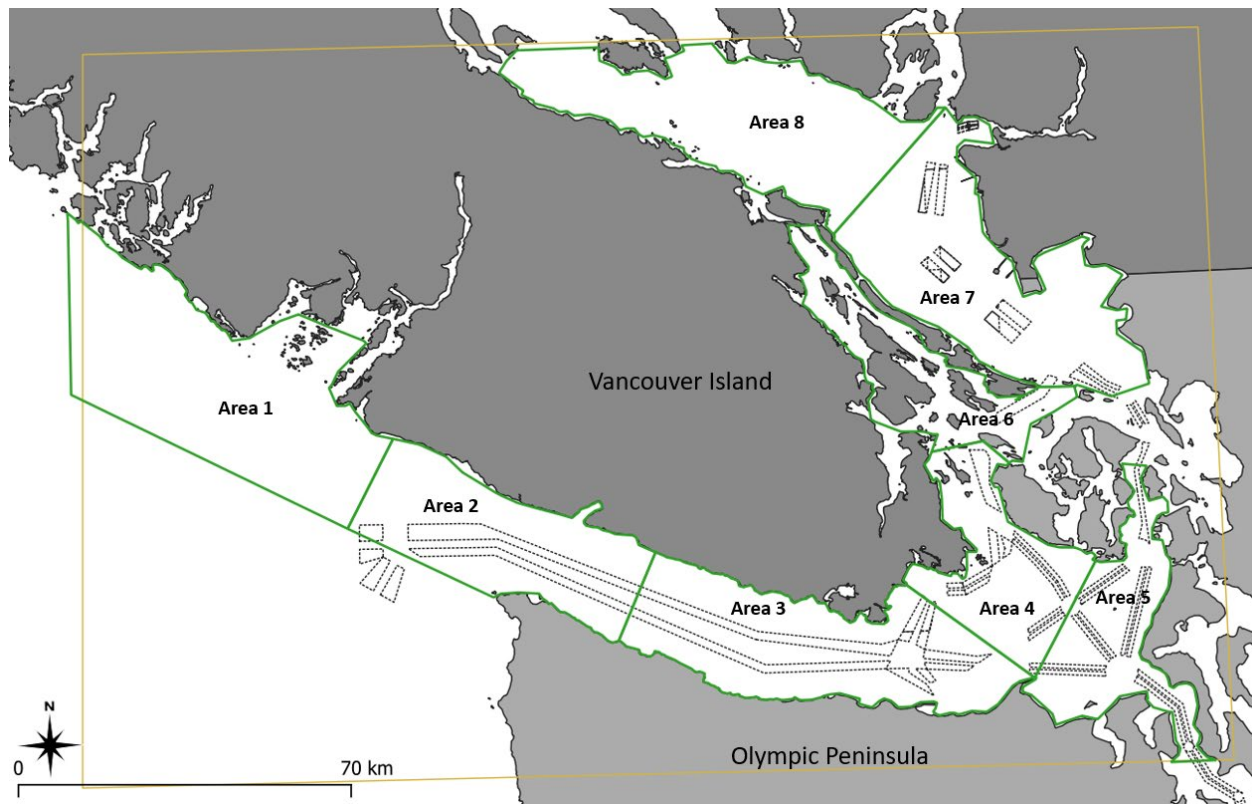 Area 8
Area 7
Vancouver Island
Area 1
Area 6
Area 2
Area 3
Area 4
Area 5
N
Olympic Peninsula
0 70 km